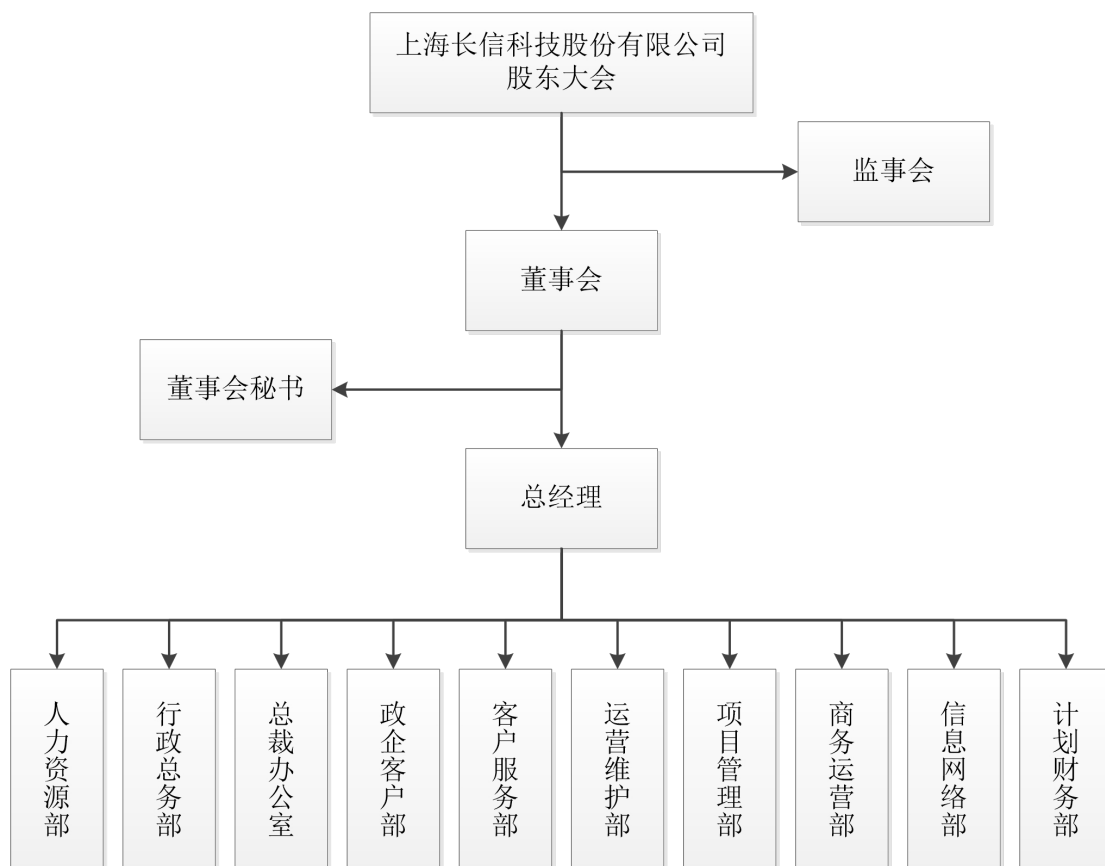 上海长信科技股份有限公司
股东大会
监事会
董事会
董事会秘书
总经理
人力资源部
行政总务部
总裁办公室
政企客户部
客户服务部
运营维护部
项目管理部
商务运营部
信息网络部
计划财务部